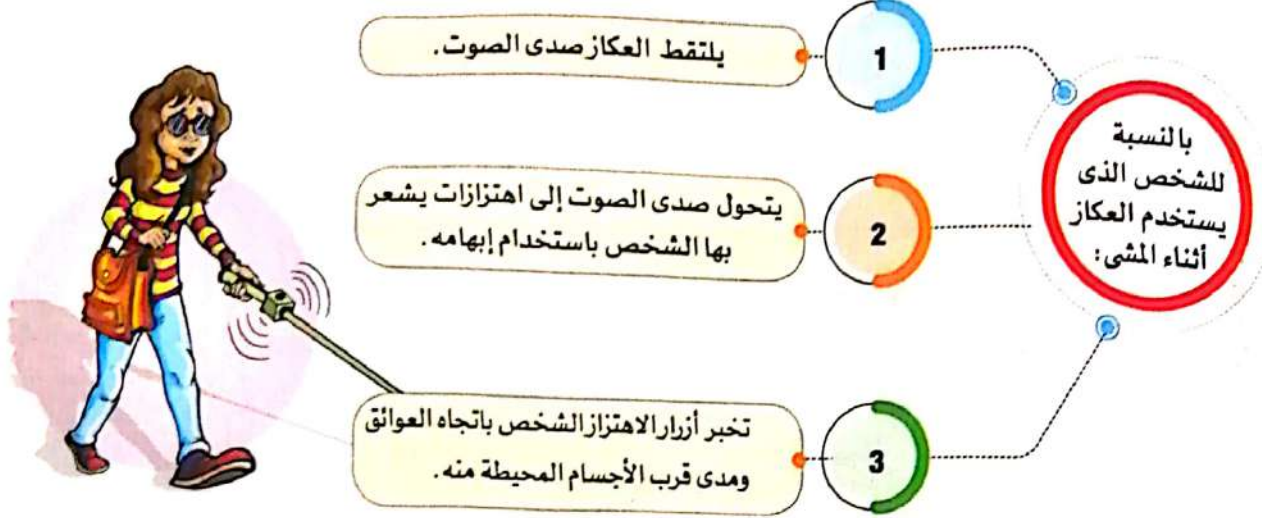 بالنسبة
للشخص الذى
يستخدم العكاز
أثناء المشى:
1
يلتقط العكاز صدى الصوت.
2
يتحول صدى الصوت إلى اهتزازات يشعر
بها الشخص باستخدام إبهامه.
3
تخبر أزرار الاهتزاز الشخص باتجاه العوائق
ومدى قرب الأجسام المحيطة منه.